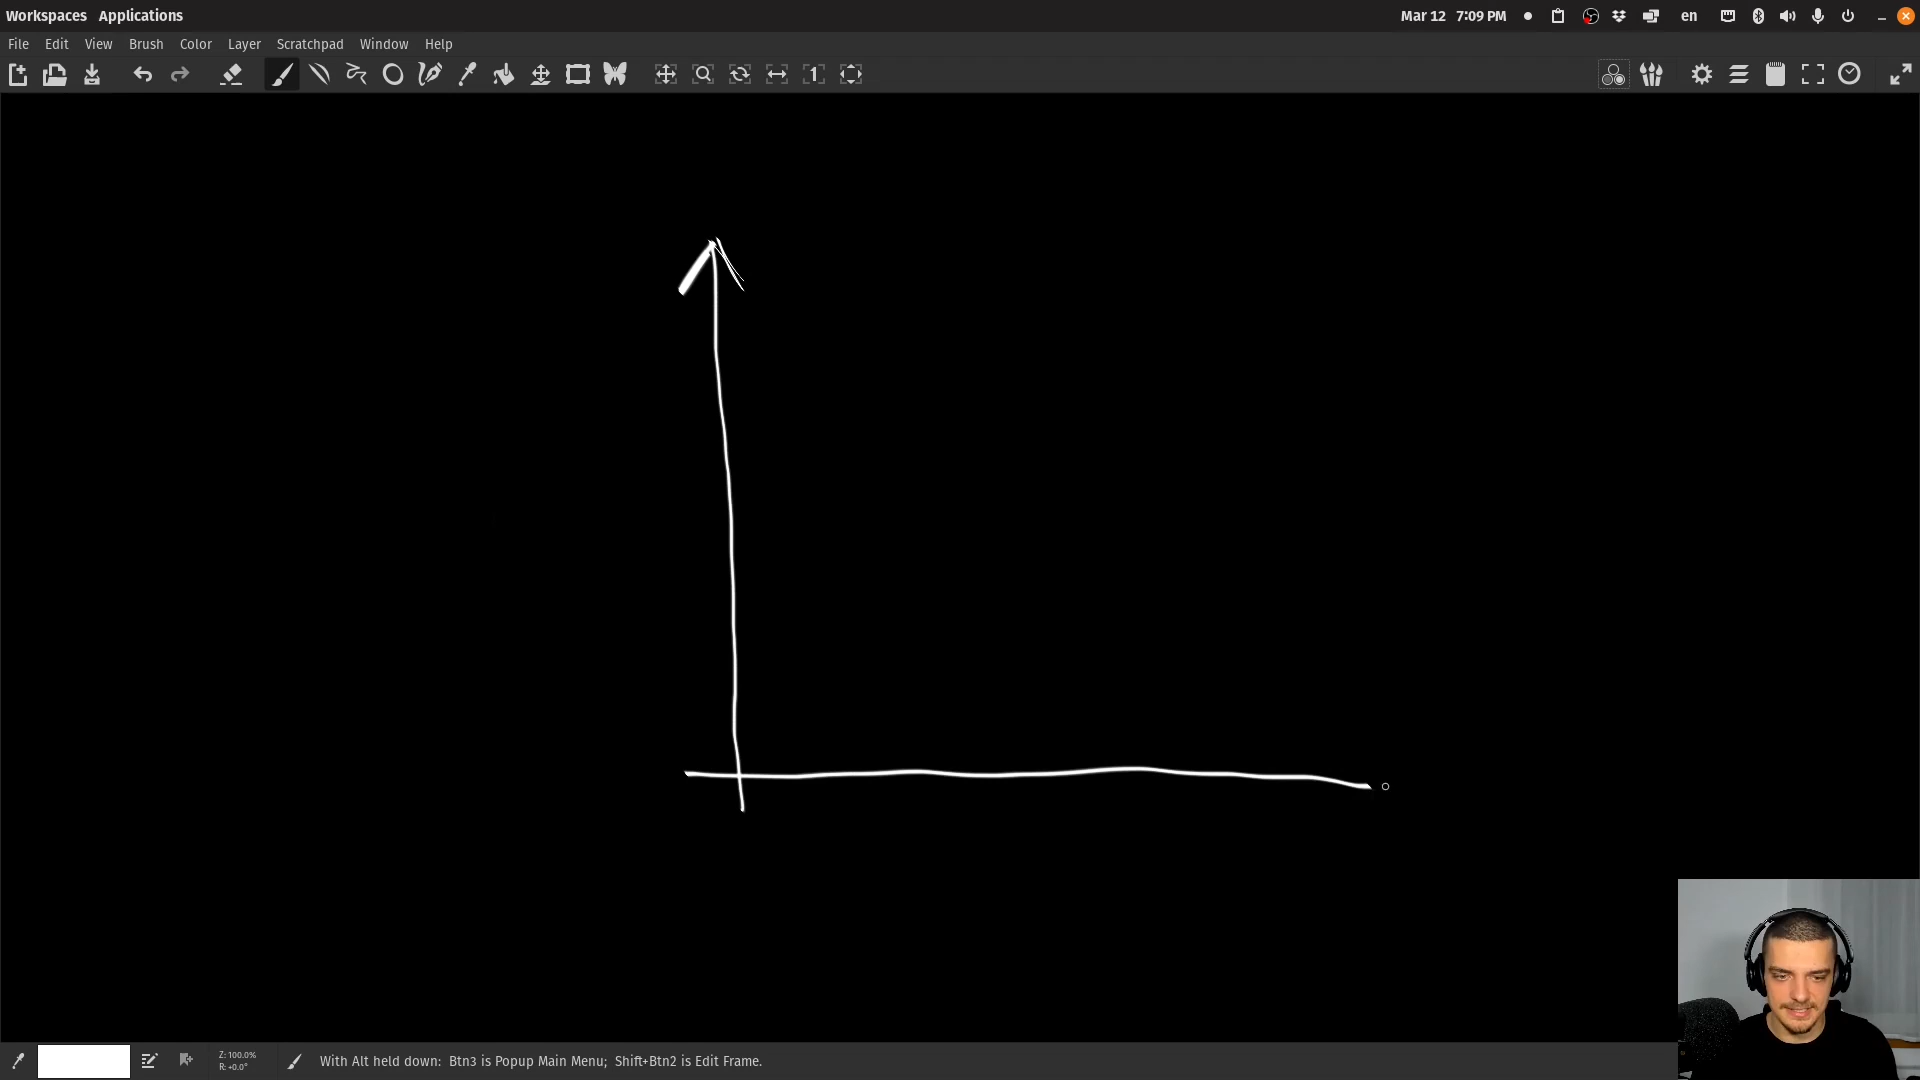 Workspaces Applications Mar 12 7:09 PM en
File Edit View Brush Color Layer Scratchpad Window Help
Z: 100.0%
R: +0.0°
With Alt held down: Btn3 is Popup Main Menu; Shift+Btn2 is Edit Frame.